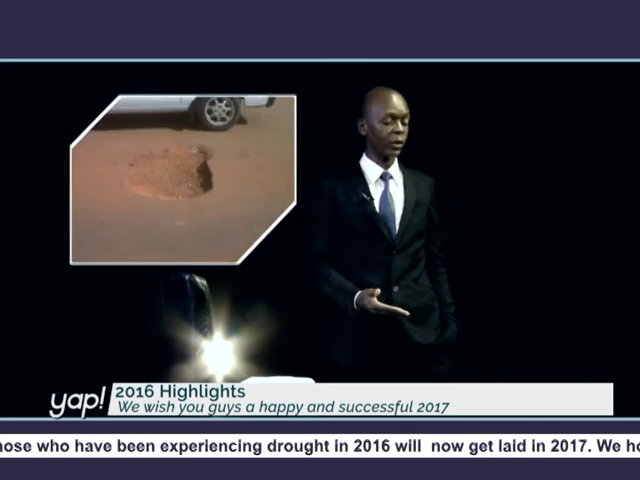 2016 Highlights
yap! We wish you guys a happy and successful 2017
hose who have been experiencing drought in 2016 will now get laid in 2017. We ho